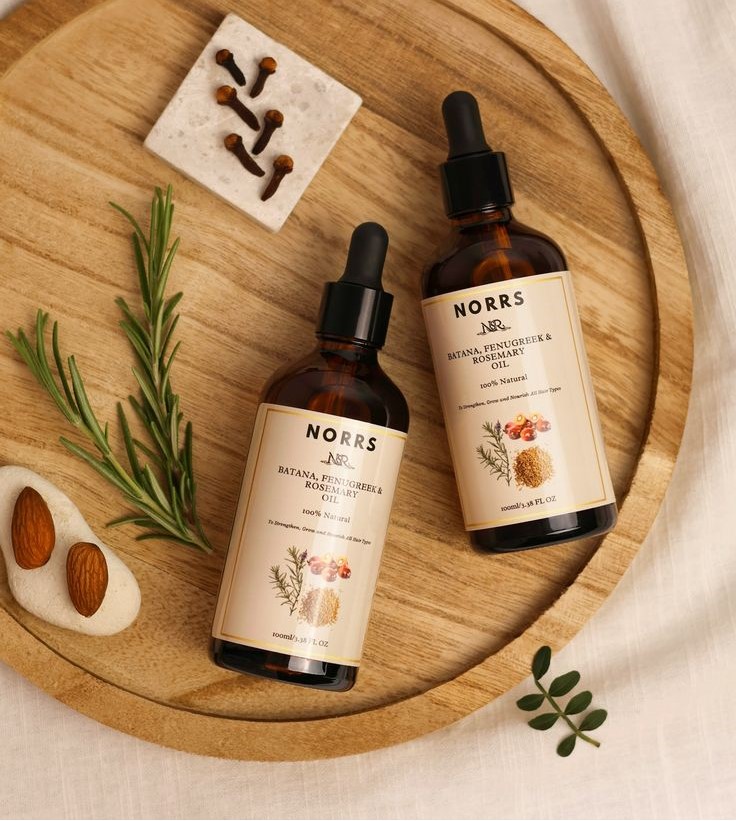 NORRS
NR
BATANA, FENUGREEK &
ROSEMARY
OIL
100% Natural
To Strengthen, Grow and Nourish All Hair Types
100ml/3.38 FL OZ
NORRS
NR
BATANA, FENUGREEK &
ROSEMARY
OIL
100% Natural
To Strengthen, Grow and Nourish All Hair Types
100ml/3.38 FL OZ